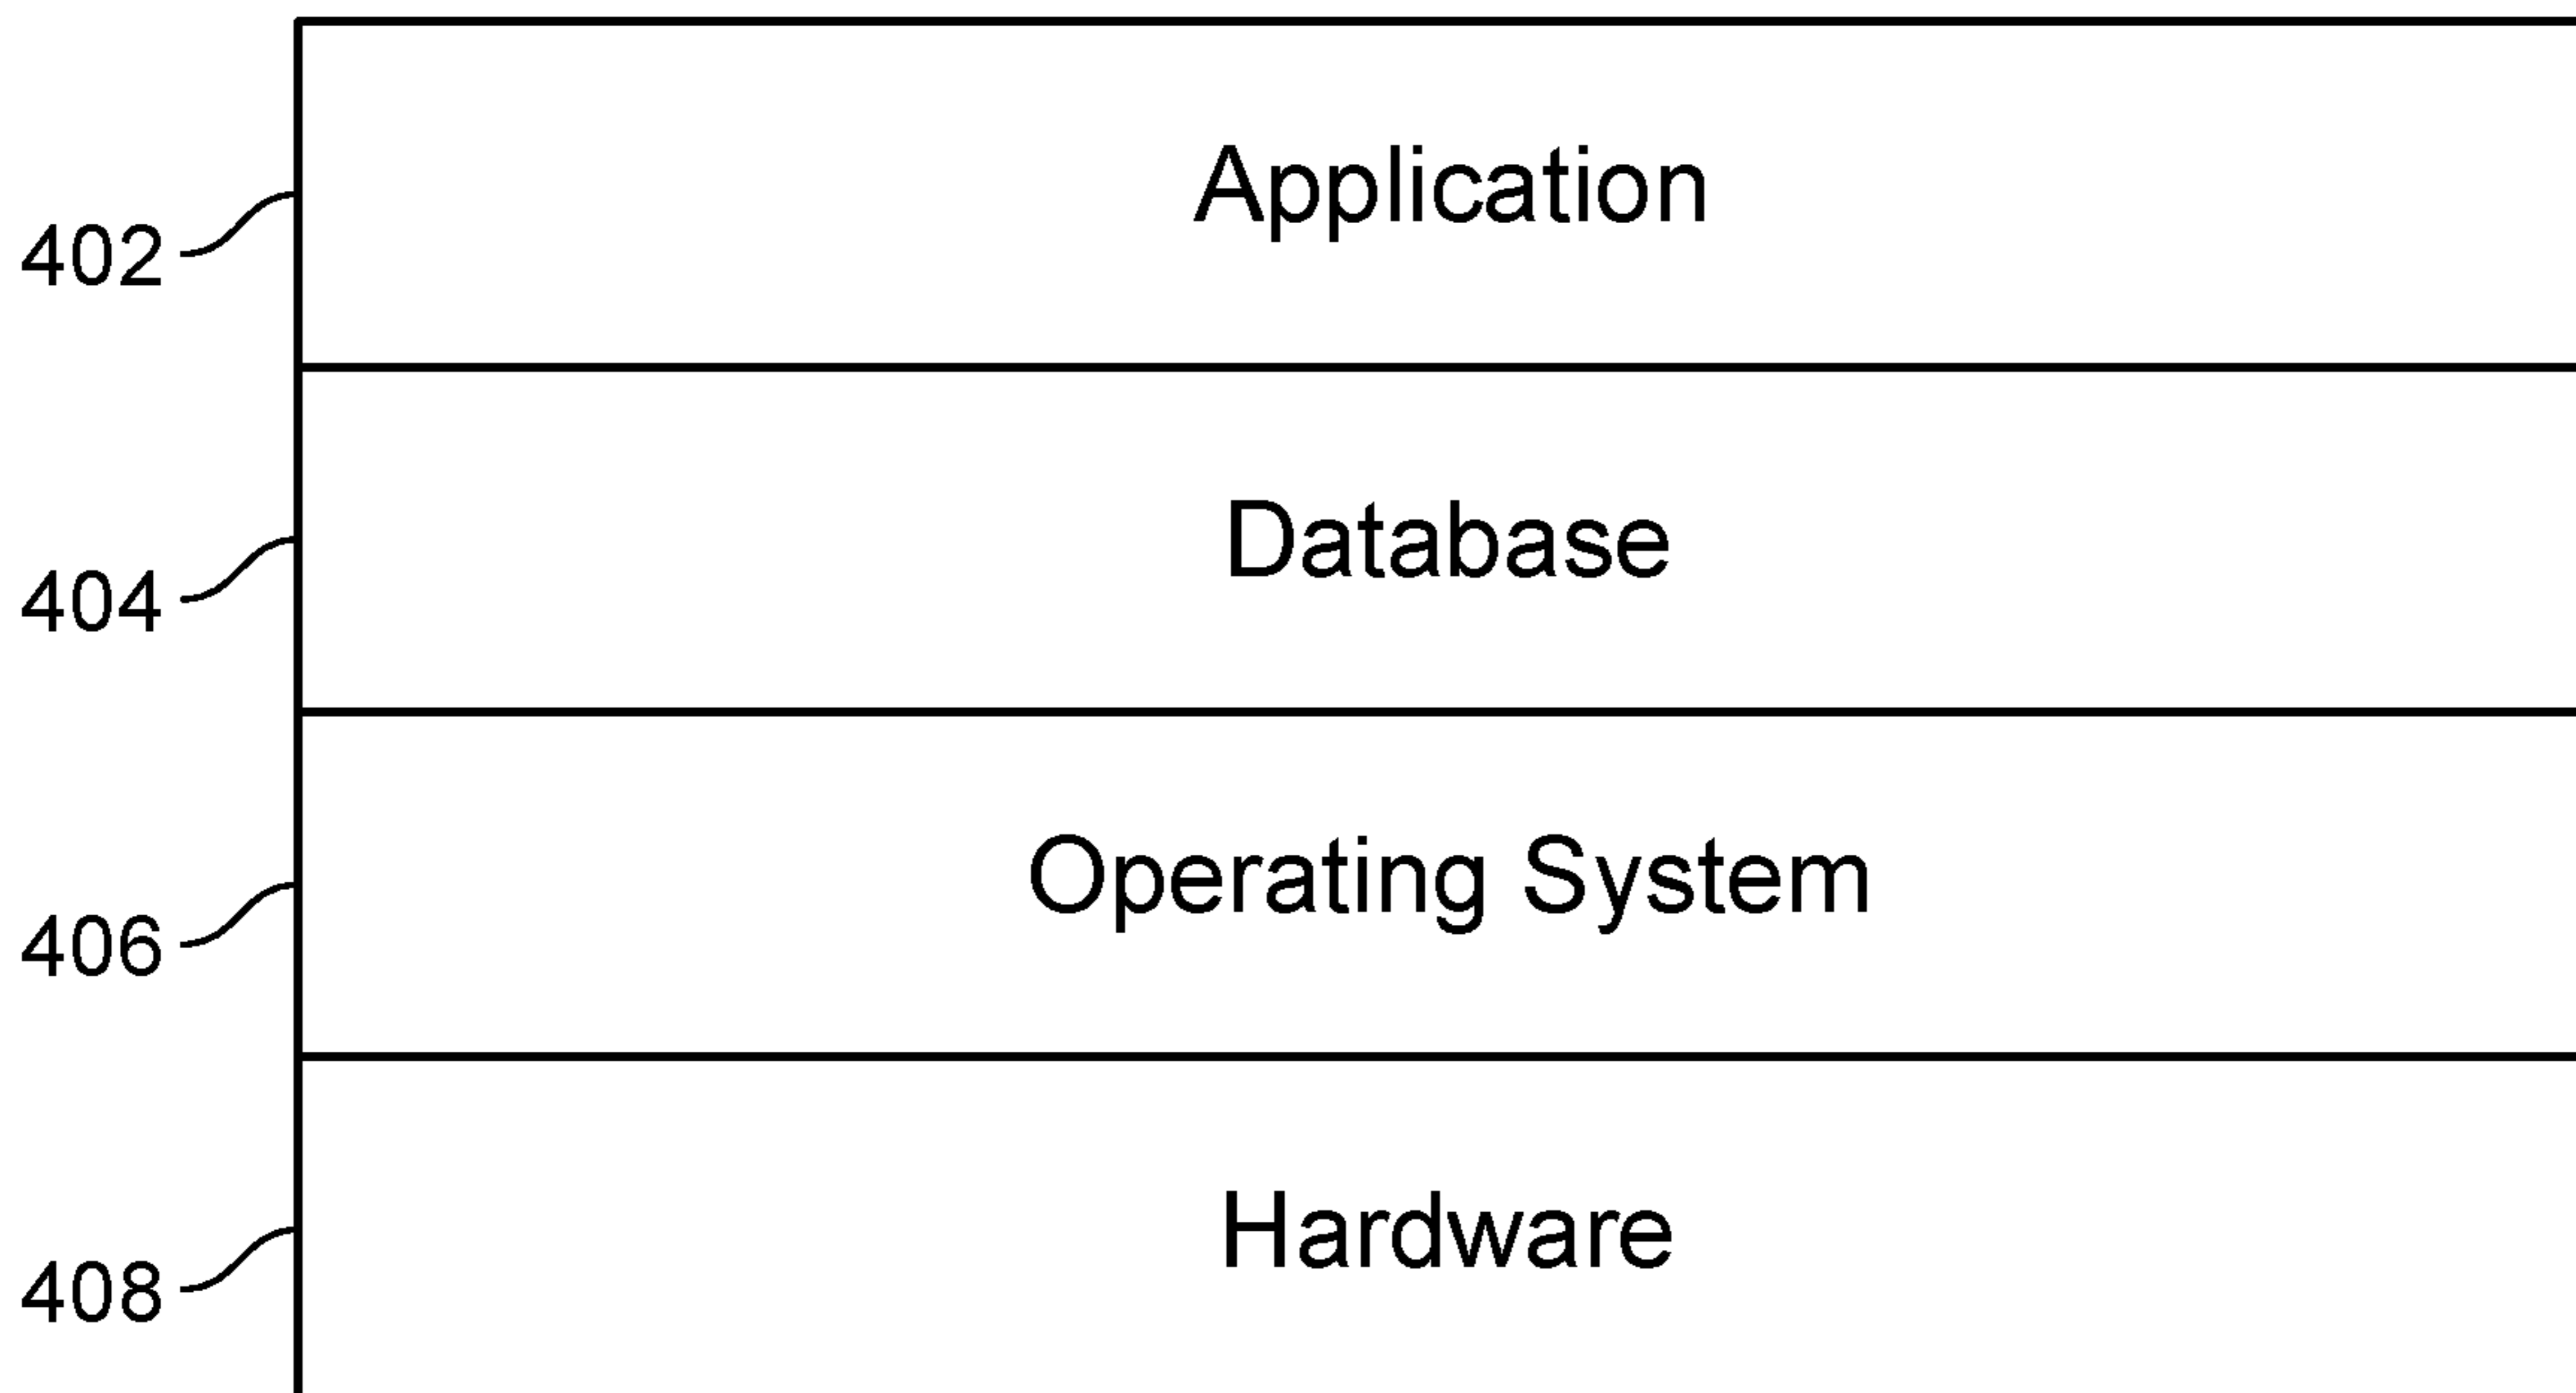 Application
402
Database
404
Operating System
406
Hardware
408